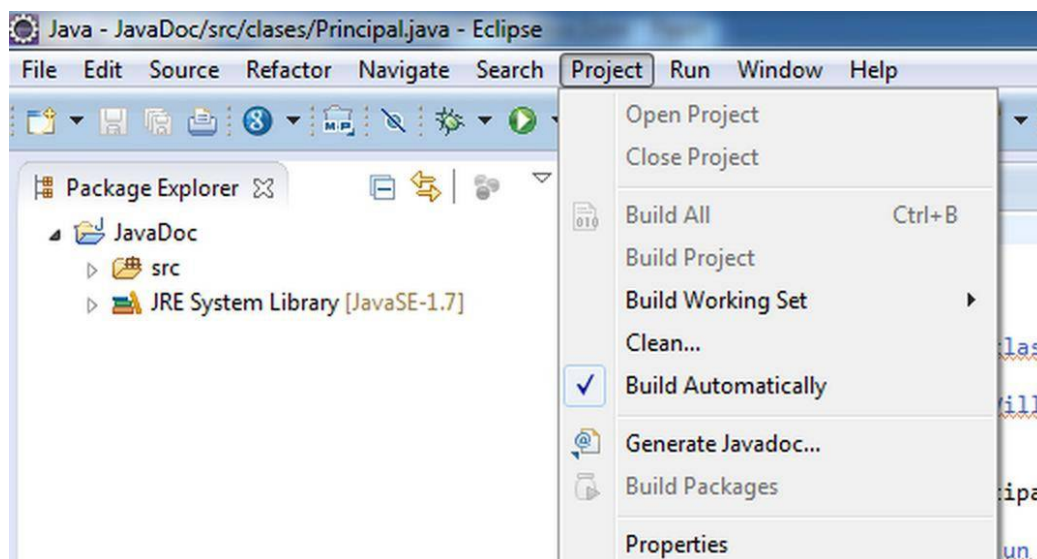 Java - JavaDoc/src/clases/Principal.java - Eclipse
File Edit Source Refactor Navigate Search Project Run Window Help
Open Project
Close Project
Package Explorer
Build All Ctrl+B
JavaDoc
Build Project
src
Build Working Set
JRE System Library [JavaSE-1.7]
Clean...
Build Automatically
Generate Javadoc...
Build Packages
Properties